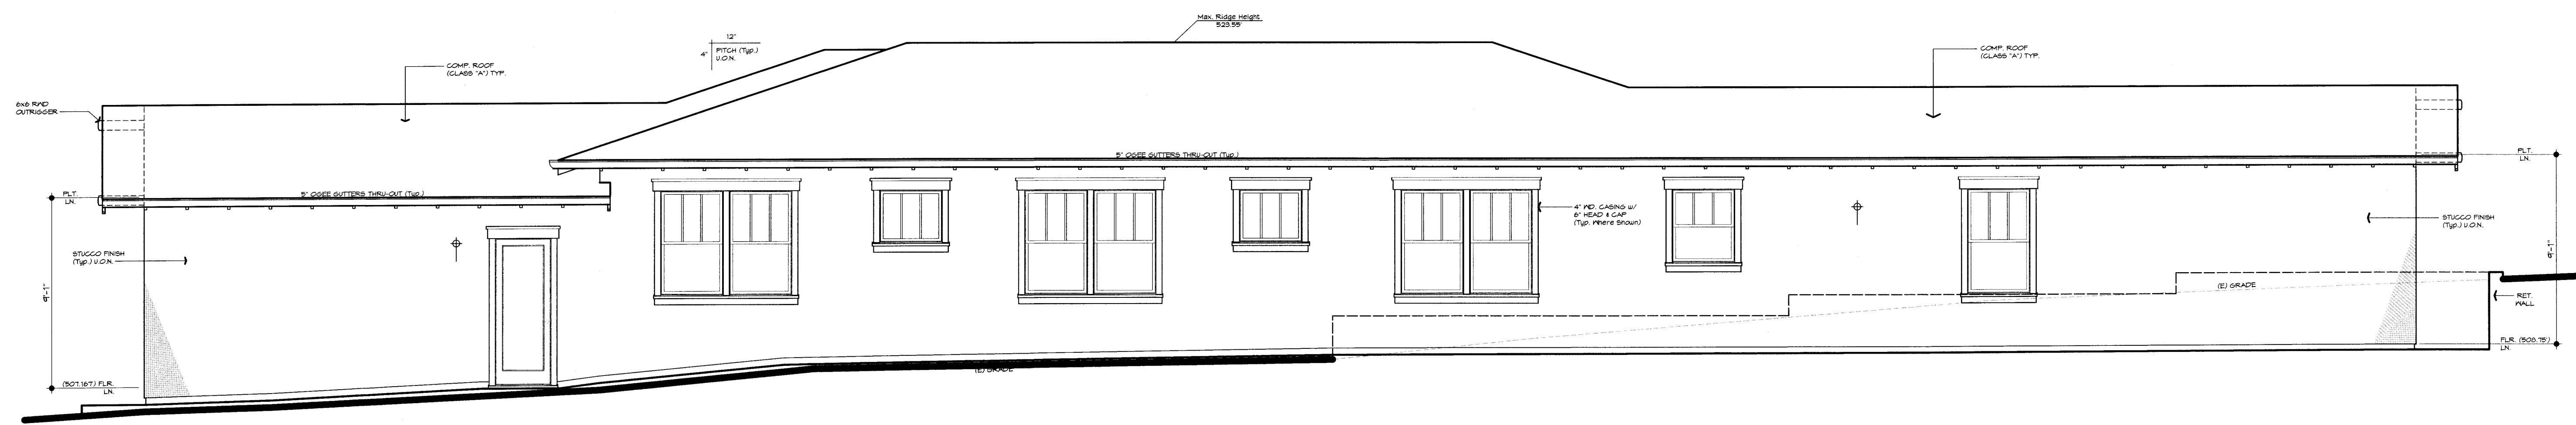 Max. Ridge Height
523.55'
12"
4"
PITCH (Typ.)
U.O.N.
COMP. ROOF
(CLASS "A") TYP.
COMP. ROOF
(CLASS "A") TYP.
6x6 RWD
OUTRIGGER
5" OGEE GUTTERS THRU-OUT (Typ.)
PLT.
LN.
PLT.
LN.
5" OGEE GUTTERS THRU-OUT (Typ.)
4" WD. CASING w/
6" HEAD & CAP
(Typ. Where Shown)
STUCCO FINISH
(Typ.) U.O.N.
STUCCO FINISH
(Typ.) U.O.N.
9'-1"
9'-1"
(E) GRADE
RET.
WALL
FLR. (508.75')
LN.
(E) GRADE
(507.167') FLR.
LN.